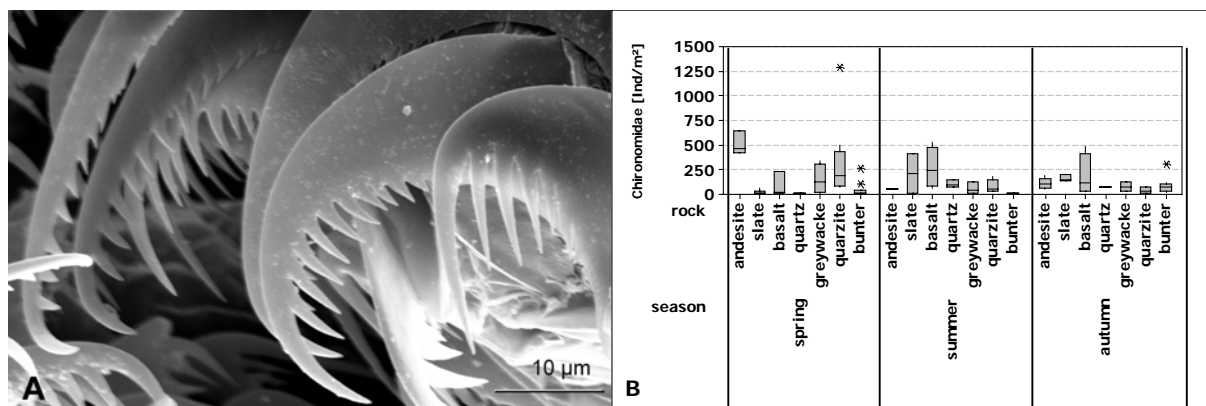 A
10 µm
B
Chironomidae [Ind/m²]
1500
1250
1000
750
500
250
0
rock
andesite
slate
basalt
quartz
greywacke
quarzite
bunter
andesite
slate
basalt
quartz
greywacke
quarzite
bunter
andesite
slate
basalt
quartz
greywacke
quarzite
bunter
season
spring
summer
autumn